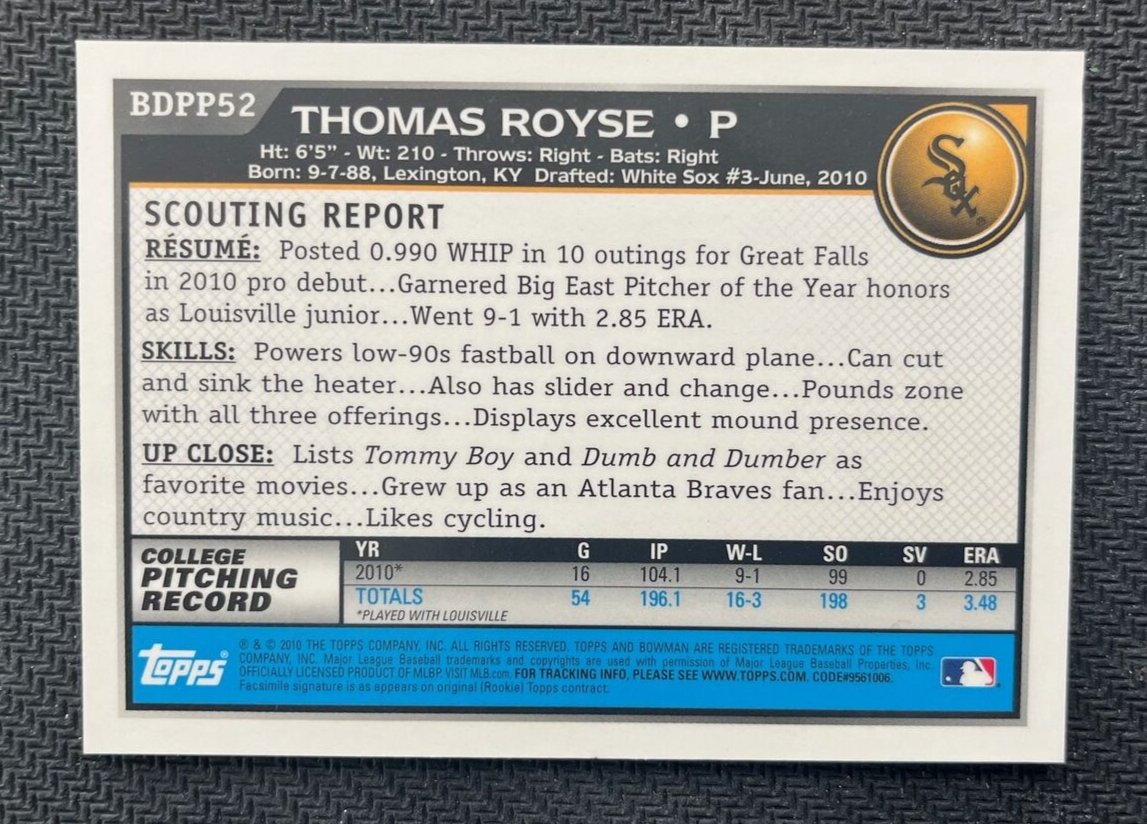 BDPP52
THOMAS ROYSE • P
Ht: 6'5" - Wt: 210 - Throws: Right - Bats: Right
Born: 9-7-88, Lexington, KY Drafted: White Sox #3-June, 2010
Sox
SCOUTING REPORT
RÉSUMÉ: Posted 0.990 WHIP in 10 outings for Great Falls
in 2010 pro debut...Garnered Big East Pitcher of the Year honors
as Louisville junior...Went 9-1 with 2.85 ERA.
SKILLS: Powers low-90s fastball on downward plane...Can cut
and sink the heater...Also has slider and change...Pounds zone
with all three offerings...Displays excellent mound presence.
UP CLOSE: Lists Tommy Boy and Dumb and Dumber as
favorite movies...Grew up as an Atlanta Braves fan...Enjoys
country music...Likes cycling.
COLLEGE
PITCHING
RECORD
YR G IP W-L SO SV ERA
2010* 16 104.1 9-1 99 0 2.85
TOTALS 54 196.1 16-3 198 3 3.48
*PLAYED WITH LOUISVILLE
Topps®
® & © 2010 THE TOPPS COMPANY, INC. ALL RIGHTS RESERVED. TOPPS AND BOWMAN ARE REGISTERED TRADEMARKS OF THE TOPPS
COMPANY, INC. Major League Baseball trademarks and copyrights are used with permission of Major League Baseball Properties, Inc.
OFFICIALLY LICENSED PRODUCT OF MLBP. VISIT MLB.com. FOR TRACKING INFO, PLEASE SEE WWW.TOPPS.COM. CODE#9561006.
Facsimile signature is as appears on original (Rookie) Topps contract.